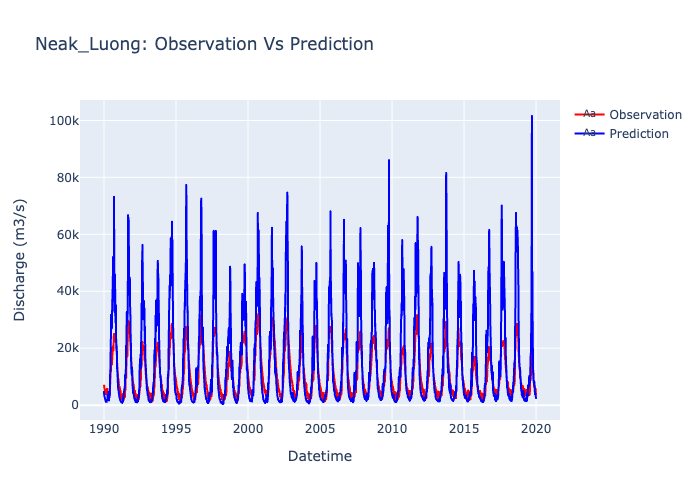 Neak_Luong: Observation Vs Prediction
100k
80k
60k
40k
20k
0
Discharge (m3/s)
1990
1995
2000
2005
2010
2015
2020
Datetime
Aa Observation
Aa Prediction